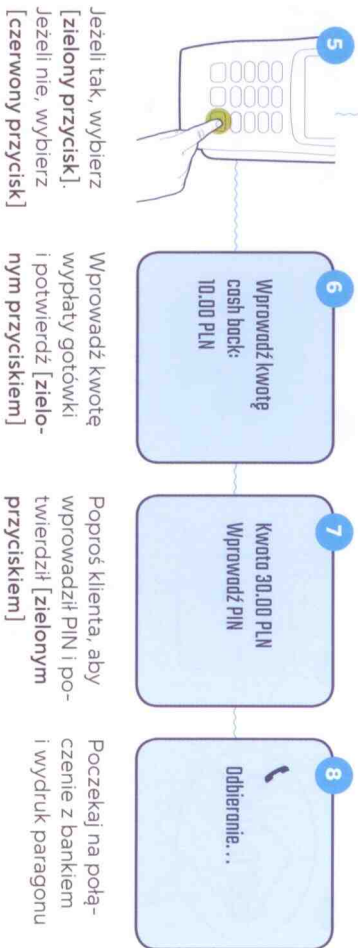 5
Jeżeli tak, wybierz
[zielony przycisk].
Jeżeli nie, wybierz
[czerwony przycisk]
6
Wprowadź kwotę
cash back:
10.00 PLN
Wprowadź kwotę
wypłaty gotówki
i potwierdź [zielo-
nym przyciskiem]
7
Kwota 30.00 PLN
Wprowadź PIN
Poproś klienta, aby
wprowadził PIN i po-
twierdził [zielonym
przyciskiem]
8
Odbieranie...
Poczekaj na połą-
czenie z bankiem
i wydruk paragonu